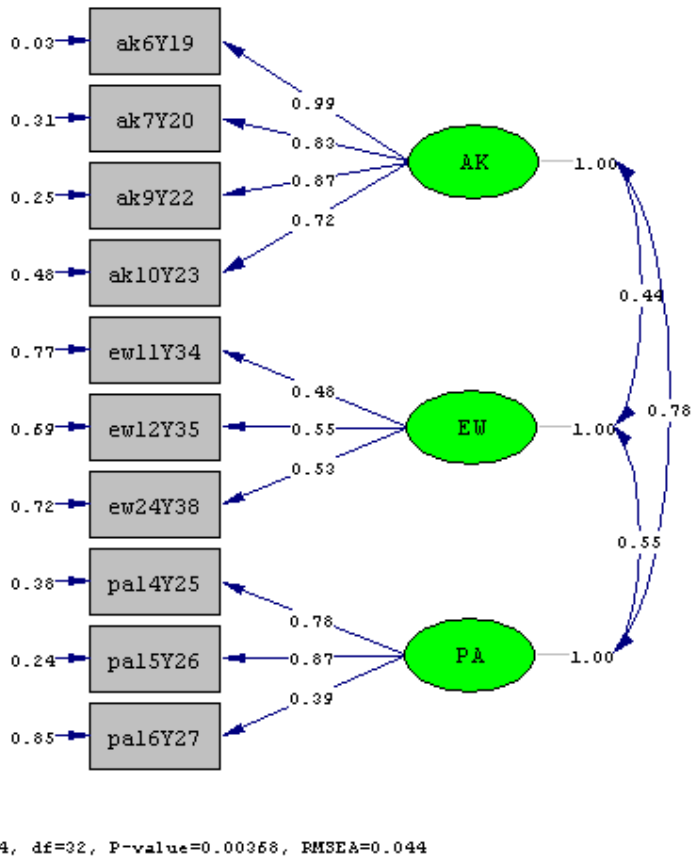 0.03 ak6Y19
0.99
0.31 ak7Y20
0.83
AK 1.00
0.25 ak9Y22
0.87
0.72
0.48 ak10Y23
0.44
0.77 ew11Y34
0.48
0.78
0.69 ew12Y35
0.55
EW 1.00
0.53
0.72 ew24Y38
0.55
0.38 pa14Y25
0.78
0.24 pa15Y26
0.87
PA 1.00
0.39
0.85 pa16Y27
4, df=32, P-value=0.00368, RMSEA=0.044